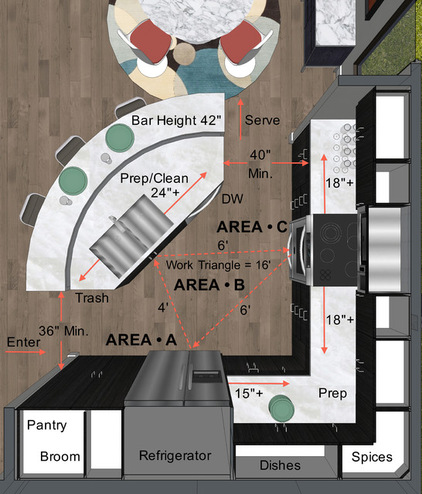 Bar Height 42"
Serve
40"
Min.
Prep/Clean
24"+
18"+
DW
AREA • C
6'
Work Triangle = 16'
AREA • B
Trash
4'
6'
18"+
36" Min.
Enter
AREA • A
15"+
Prep
Pantry
Broom
Refrigerator
Dishes
Spices